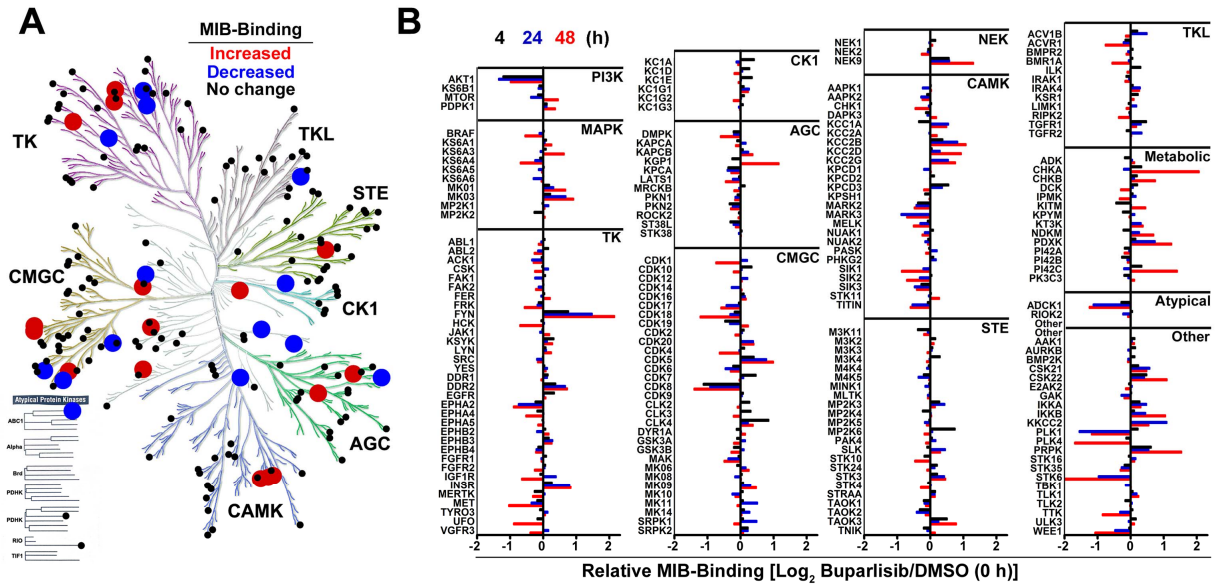 A
MIB-Binding
Increased
Decreased
No change
TK
TKL
STE
CMGC
CK1
AGC
CAMK
Atypical Protein Kinases
ABC1
Alpha
Brd
PDHK
PDHK
RIO
TIF1
B
4 24 48 (h)
PI3K
AKT1
KS6B1
MTOR
PDPK1
MAPK
BRAF
KS6A1
KS6A3
KS6A4
KS6A5
KS6A6
MK01
MK03
MP2K1
MP2K2
TK
ABL1
ABL2
ACK1
CSK
FAK1
FAK2
FER
FRK
FYN
HCK
JAK1
KSYK
LYN
SRC
YES
DDR1
DDR2
EGFR
EPHA2
EPHA4
EPHA5
EPHB2
EPHB3
EPHB4
FGFR1
FGFR2
IGF1R
INSR
MERTK
MET
TYRO3
UFO
VGFR3
-2 -1 0 1 2
CK1
KC1A
KC1D
KC1E
KC1G1
KC1G2
KC1G3
AGC
DMPK
KAPCA
KAPCB
KGP1
KPCA
LATS1
MRCKB
PKN1
PKN2
ROCK2
ST38L
STK38
CMGC
CDK1
CDK10
CDK12
CDK14
CDK16
CDK17
CDK18
CDK19
CDK2
CDK20
CDK4
CDK5
CDK6
CDK7
CDK8
CDK9
CLK2
CLK3
CLK4
DYR1A
GSK3A
GSK3B
MAK
MK06
MK08
MK09
MK10
MK11
MK14
SRPK1
SRPK2
-2 -1 0 1 2
NEK
NEK1
NEK2
NEK9
CAMK
AAPK1
AAPK2
CHK1
DAPK3
KCC1A
KCC2A
KCC2B
KCC2D
KCC2G
KPCD1
KPCD2
KPCD3
KPSH1
MARK2
MARK3
MELK
NUAK1
NUAK2
PASK
PHKG2
SIK1
SIK2
SIK3
STK11
TITIN
STE
M3K11
M3K2
M3K3
M3K4
M4K4
M4K5
MINK1
MLTK
MP2K3
MP2K4
MP2K5
MP2K6
PAK4
SLK
STK10
STK24
STK3
STK4
STRAA
TAOK1
TAOK2
TAOK3
TNIK
-2 -1 0 1 2
TKL
ACV1B
ACVR1
BMPR2
BMR1A
ILK
IRAK1
IRAK4
KSR1
LIMK1
RIPK2
TGFR1
TGFR2
Metabolic
ADK
CHKA
CHKB
DCK
IPMK
KITM
KPYM
KT3K
NDKM
PDXK
PI42A
PI42B
PI42C
PK3C3
Atypical
ADCK1
RIOK2
Other
Other
Other
AAK1
AURKB
BMP2K
CSK21
CSK22
E2AK2
GAK
IKKA
IKKB
KKCC2
PLK1
PLK4
PRPK
STK16
STK35
STK6
TBK1
TLK1
TLK2
TTK
ULK3
WEE1
-2 -1 0 1 2
Relative MIB-Binding [Log2 Buparlisib/DMSO (0 h)]